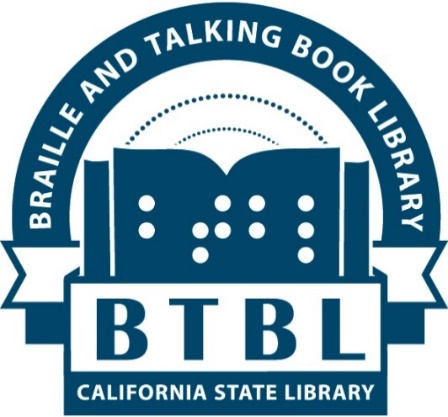 BRAILLE AND TALKING BOOK LIBRARY
⠃⠞⠃⠇
BTBL
CALIFORNIA STATE LIBRARY